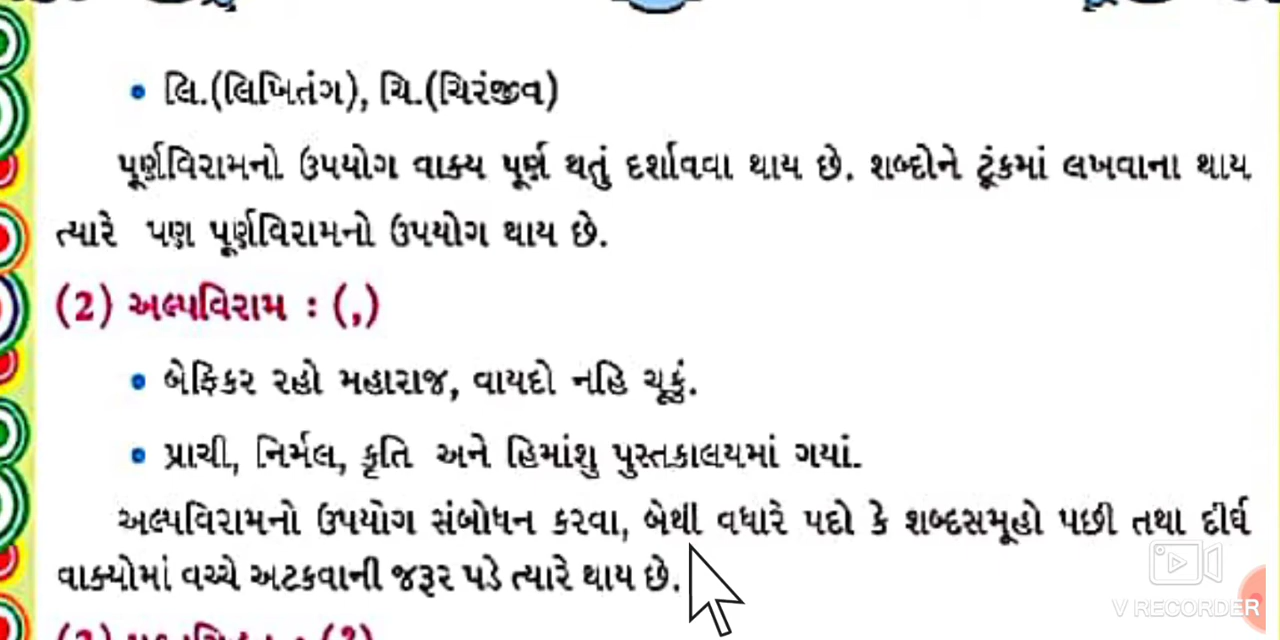 • લિ.(લિખિતંગ), ચિ.(ચિરંજીવ)
પૂર્ણવિરામનો ઉપયોગ વાક્ય પૂર્ણ થતું દર્શાવવા થાય છે. શબ્દોને ટૂંકમાં લખવાના થાય
ત્યારે પણ પૂર્ણવિરામનો ઉપયોગ થાય છે.
(2) અલ્પવિરામ : (,)
• બેફિકર રહો મહારાજ, વાયદો નહિ ચૂકું.
• પ્રાચી, નિર્મલ, કૃતિ અને હિમાંશુ પુસ્તકાલયમાં ગયાં.
અલ્પવિરામનો ઉપયોગ સંબોધન કરવા, બેથી વધારે પદો કે શબ્દસમૂહો પછી તથા દીર્ઘ
વાક્યોમાં વચ્ચે અટકવાની જરૂર પડે ત્યારે થાય છે.
V RECORDER